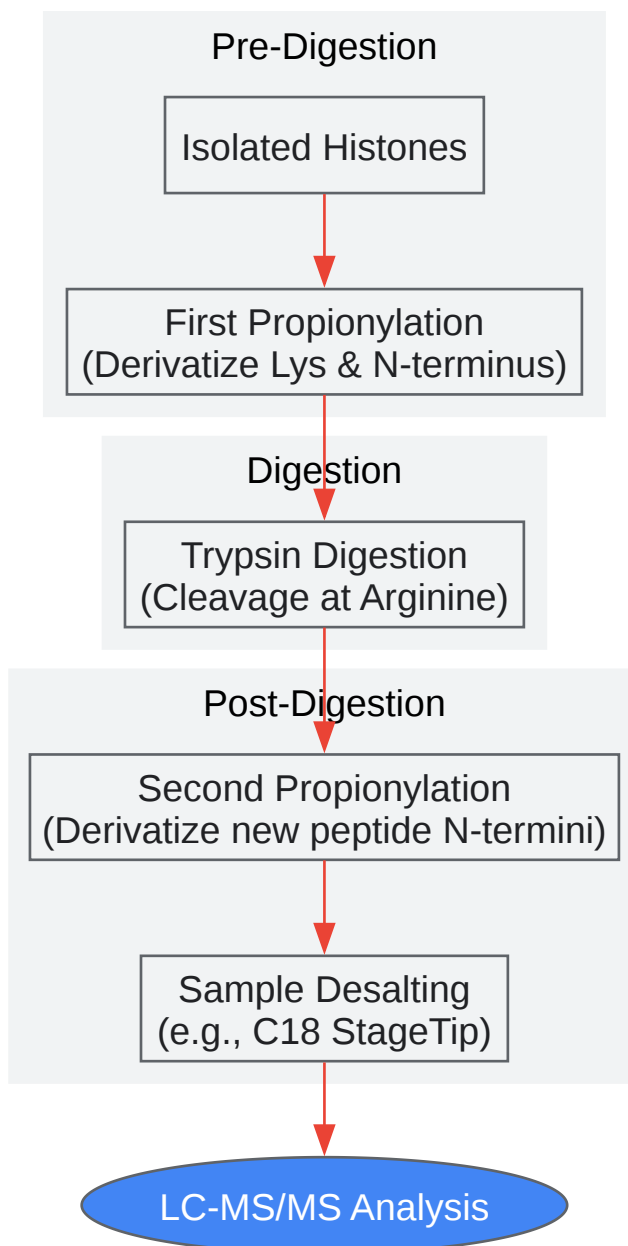 Pre-Digestion
Isolated Histones
First Propionylation
(Derivatize Lys & N-terminus)
Digestion
Trypsin Digestion
(Cleavage at Arginine)
Post-Digestion
Second Propionylation
(Derivatize new peptide N-termini)
Sample Desalting
(e.g., C18 StageTip)
LC-MS/MS Analysis